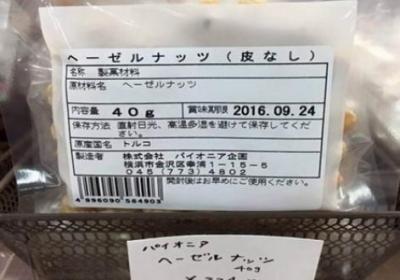 ヘーゼルナッツ(皮なし)
名称 製菓材料
原材料名 ヘーゼルナッツ
内容量 40g 賞味期限 2016.09.24
保存方法 直射日光、高温多湿を避けて保存してください。
原産国名 トルコ
製造者 株式会社 パイオニア企画
横浜市金沢区幸浦1-15-5
045(773)4802
開封後はお早めにご使用ください。
4996090564903
パイオニア
ヘーゼルナッツ
40g